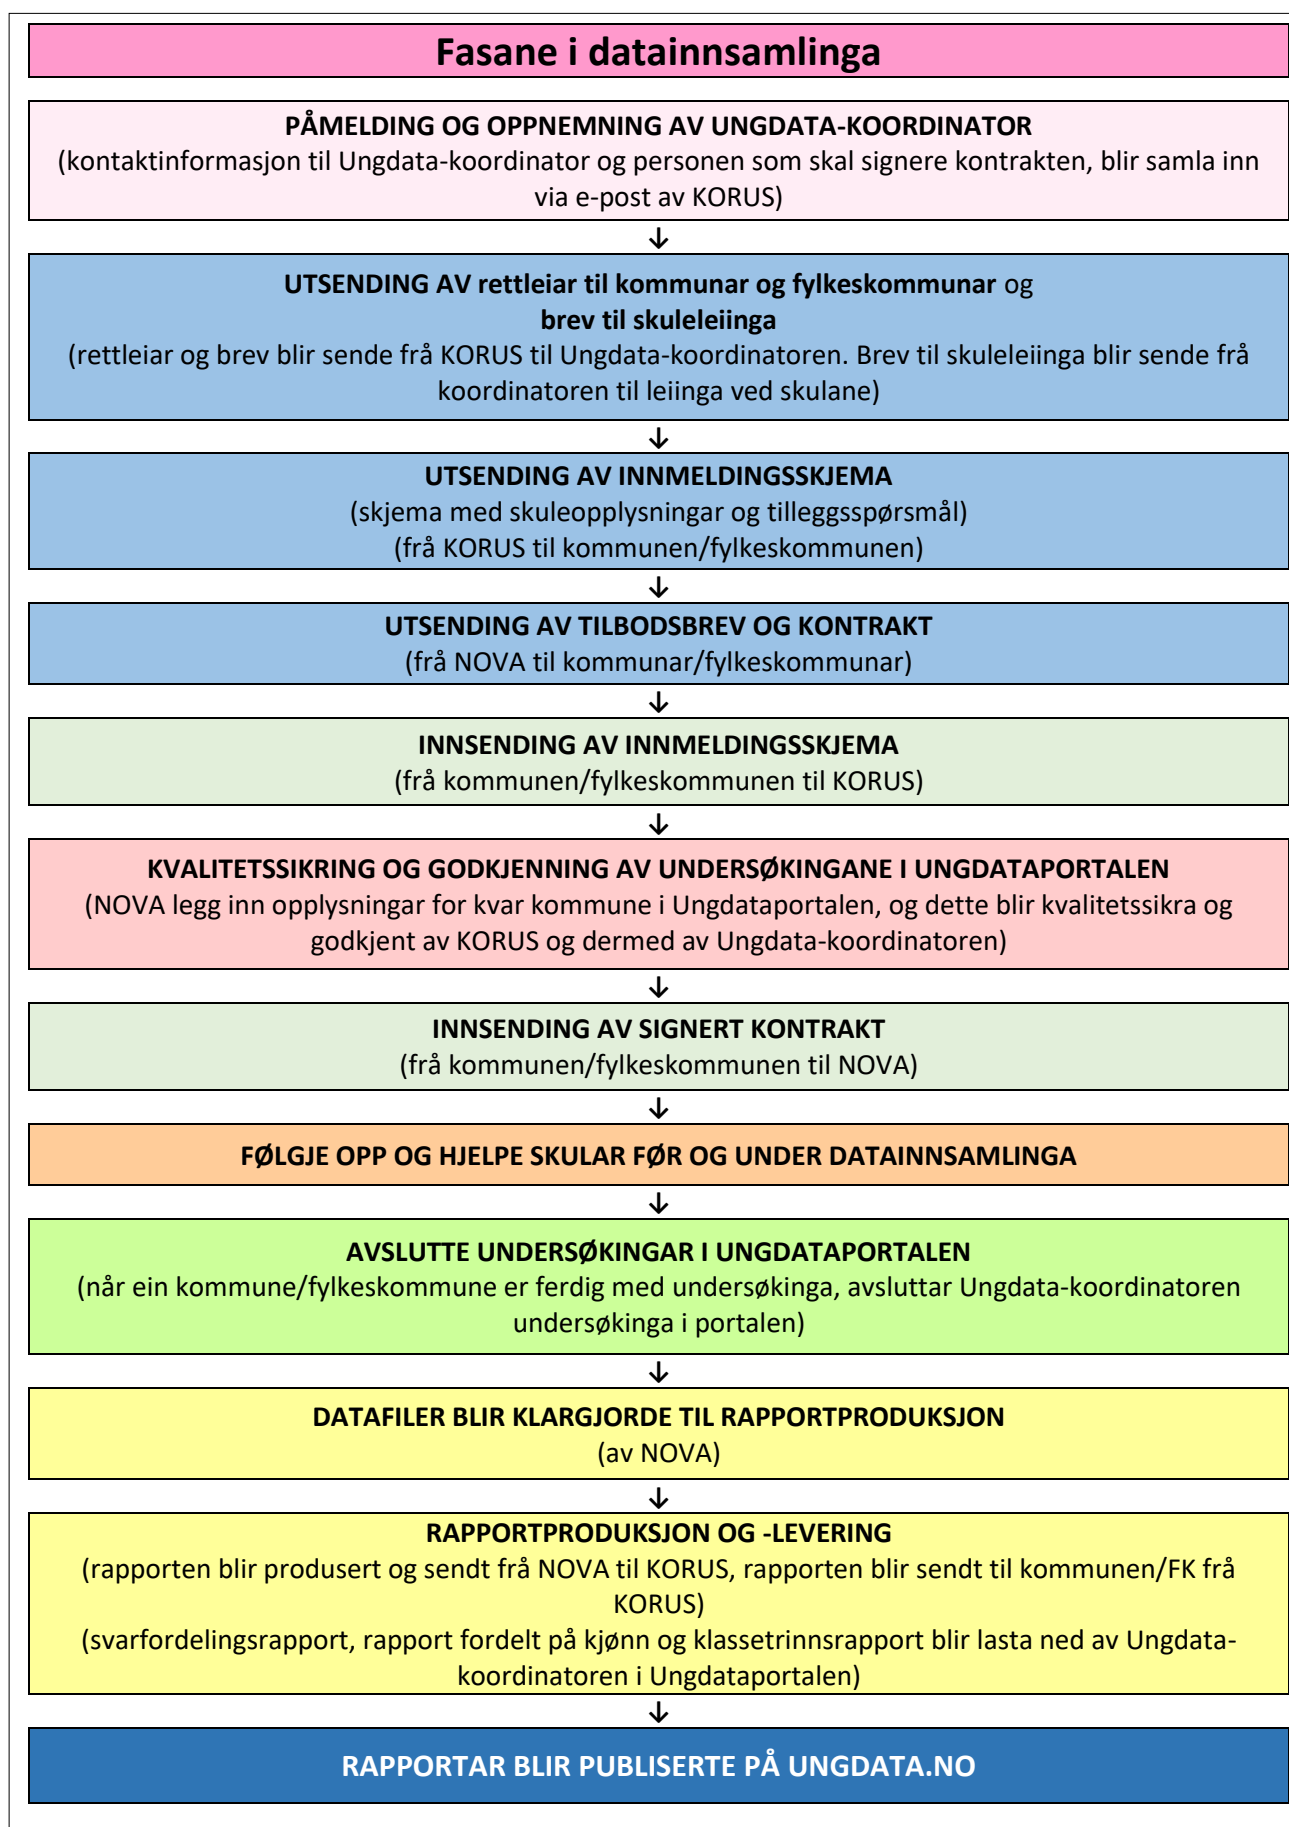 Fasane i datainnsamlinga
PÅMELDING OG OPPNEMNING AV UNGDATA-KOORDINATOR
(kontaktinformasjon til Ungdata-koordinator og personen som skal signere kontrakten, blir samla inn
via e-post av KORUS)
↓
UTSENDING AV rettleiar til kommunar og fylkeskommunar og
brev til skuleleiinga
(rettleiar og brev blir sende frå KORUS til Ungdata-koordinatoren. Brev til skuleleiinga blir sende frå
koordinatoren til leiinga ved skulane)
↓
UTSENDING AV INNMELDINGSSKJEMA
(skjema med skuleopplysningar og tilleggsspørsmål)
(frå KORUS til kommunen/fylkeskommunen)
↓
UTSENDING AV TILBODSBREV OG KONTRAKT
(frå NOVA til kommunar/fylkeskommunar)
↓
INNSENDING AV INNMELDINGSSKJEMA
(frå kommunen/fylkeskommunen til KORUS)
↓
KVALITETSSIKRING OG GODKJENNING AV UNDERSØKINGANE I UNGDATAPORTALEN
(NOVA legg inn opplysningar for kvar kommune i Ungdataportalen, og dette blir kvalitetssikra og
godkjent av KORUS og dermed av Ungdata-koordinatoren)
↓
INNSENDING AV SIGNERT KONTRAKT
(frå kommunen/fylkeskommunen til NOVA)
↓
FØLGJE OPP OG HJELPE SKULAR FØR OG UNDER DATAINNSAMLINGA
↓
AVSLUTTE UNDERSØKINGAR I UNGDATAPORTALEN
(når ein kommune/fylkeskommune er ferdig med undersøkinga, avsluttar Ungdata-koordinatoren
undersøkinga i portalen)
↓
DATAFILER BLIR KLARGJORDE TIL RAPPORTPRODUKSJON
(av NOVA)
↓
RAPPORTPRODUKSJON OG -LEVERING
(rapporten blir produsert og sendt frå NOVA til KORUS, rapporten blir sendt til kommunen/FK frå
KORUS)
(svarfordelingsrapport, rapport fordelt på kjønn og klassetrinnsrapport blir lasta ned av Ungdata-
koordinatoren i Ungdataportalen)
↓
RAPPORTAR BLIR PUBLISERTE PÅ UNGDATA.NO